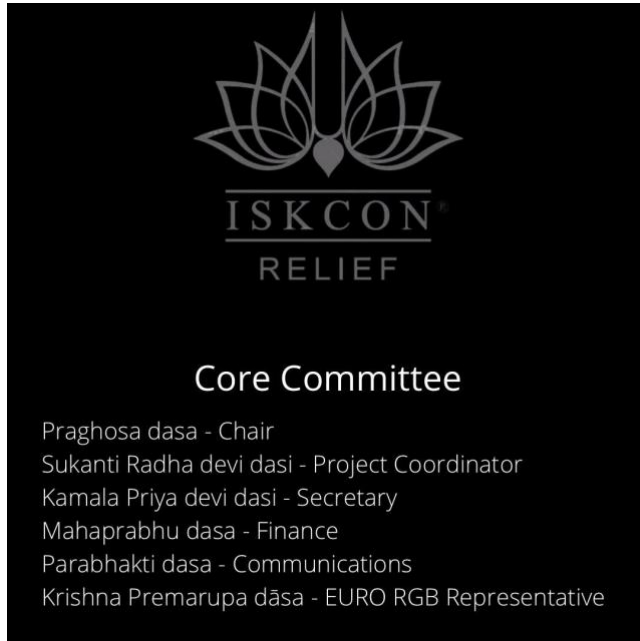 ISKCON®
RELIEF
Core Committee
Praghosa dasa - Chair
Sukanti Radha devi dasi - Project Coordinator
Kamala Priya devi dasi - Secretary
Mahaprabhu dasa - Finance
Parabhakti dasa - Communications
Krishna Premarupa dāsa - EURO RGB Representative